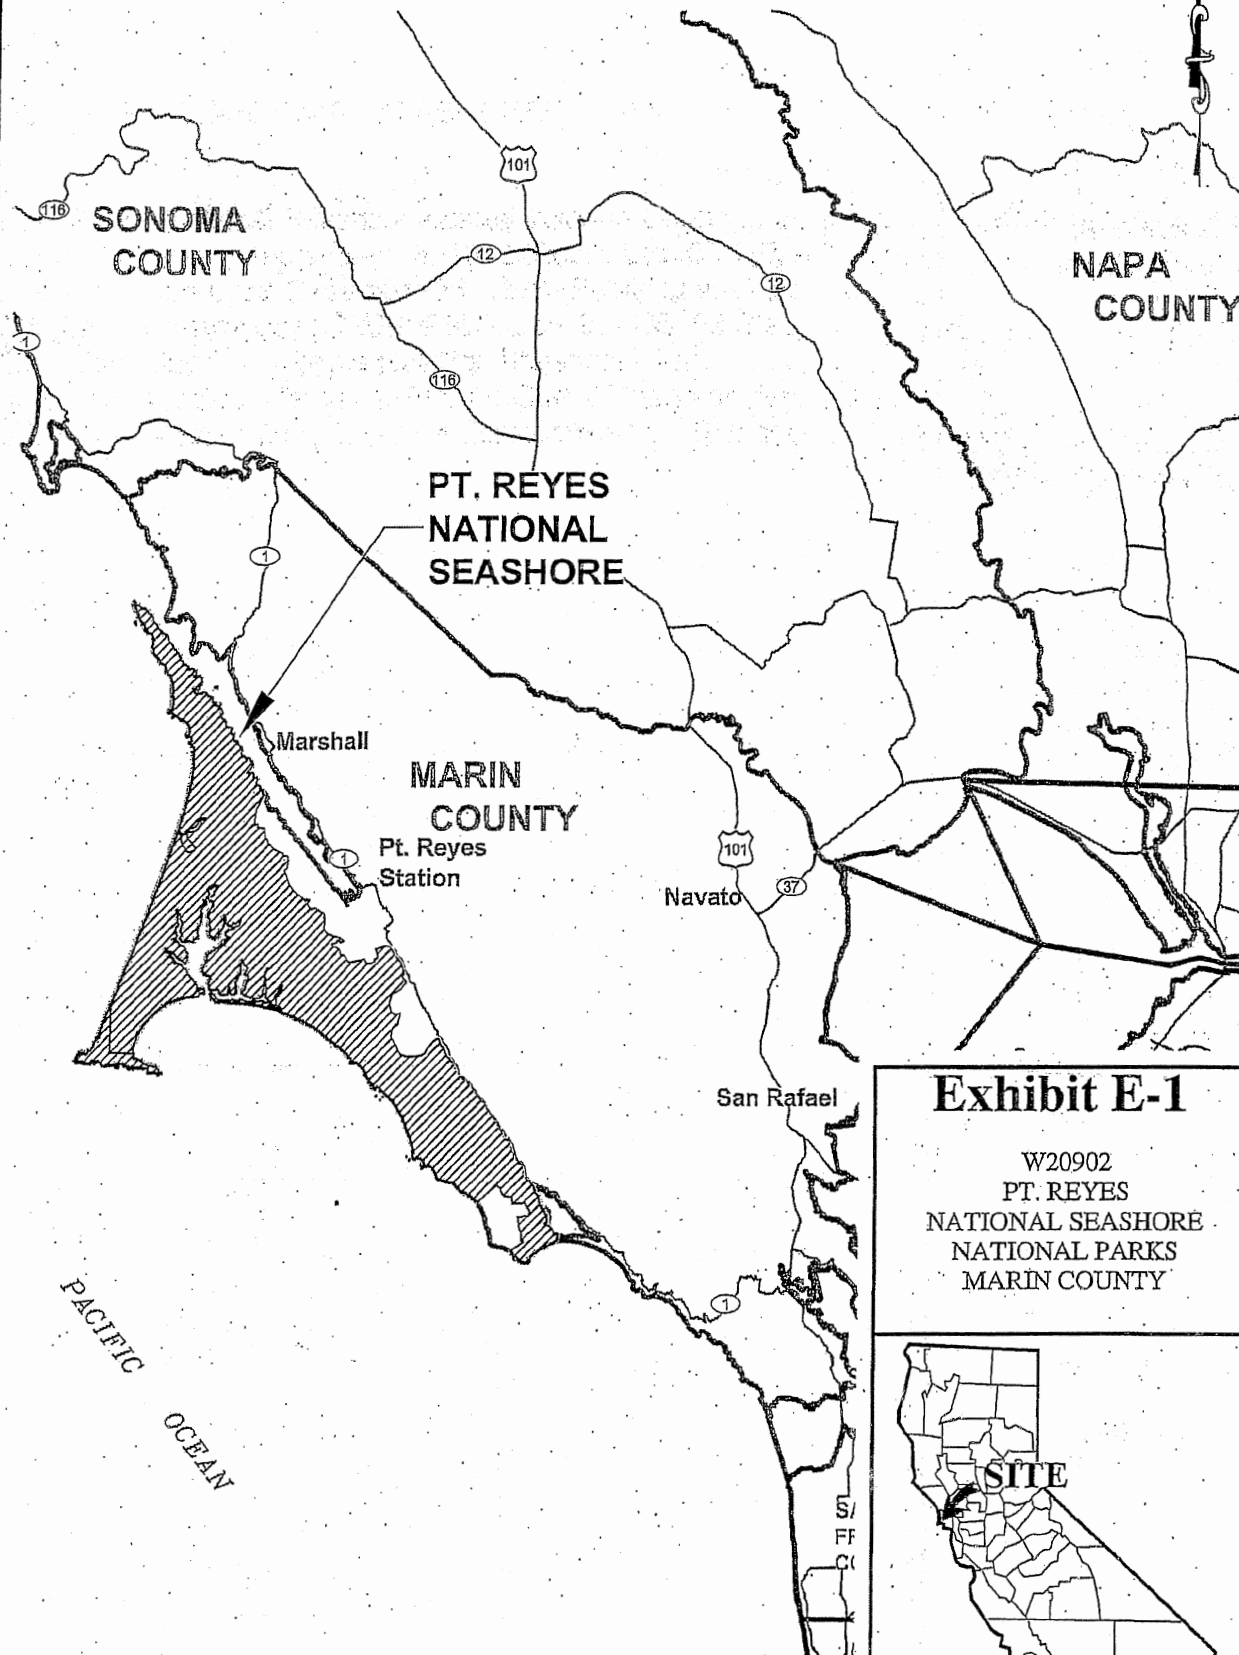 101
116
SONOMA
COUNTY
12
12
NAPA
COUNTY
1
116
PT. REYES
NATIONAL
SEASHORE
1
Marshall
MARIN
COUNTY
1
Pt. Reyes
Station
101
37
Navato
San Rafael
Exhibit E-1
W20902
PT. REYES
NATIONAL SEASHORE
NATIONAL PARKS
MARIN COUNTY
1
PACIFIC
OCEAN
SITE